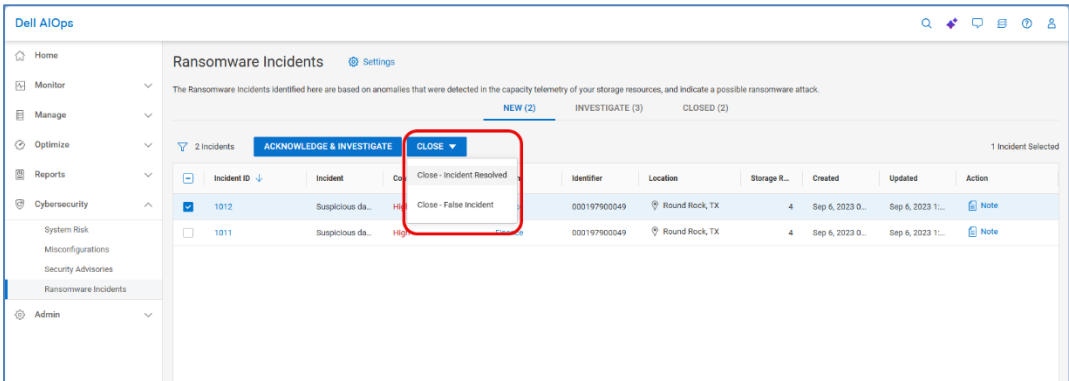 Dell AIOps
Home
Monitor
Manage
Optimize
Reports
Cybersecurity
System Risk
Misconfigurations
Security Advisories
Ransomware Incidents
Admin
Ransomware Incidents Settings
The Ransomware Incidents identified here are based on anomalies that were detected in the capacity telemetry of your storage resources, and indicate a possible ransomware attack.
NEW (2) INVESTIGATE (3) CLOSED (2)
2 Incidents ACKNOWLEDGE & INVESTIGATE CLOSE 1 Incident Selected
Close - Incident Resolved
Close - False Incident
Incident ID Incident Identifier Location Storage R... Created Updated Action
1012 Suspicious da... 000197900049 Round Rock, TX 4 Sep 6, 2023 0... Sep 6, 2023 1:... Note
1011 Suspicious da... High Finance 000197900049 Round Rock, TX 4 Sep 6, 2023 0... Sep 6, 2023 1:... Note